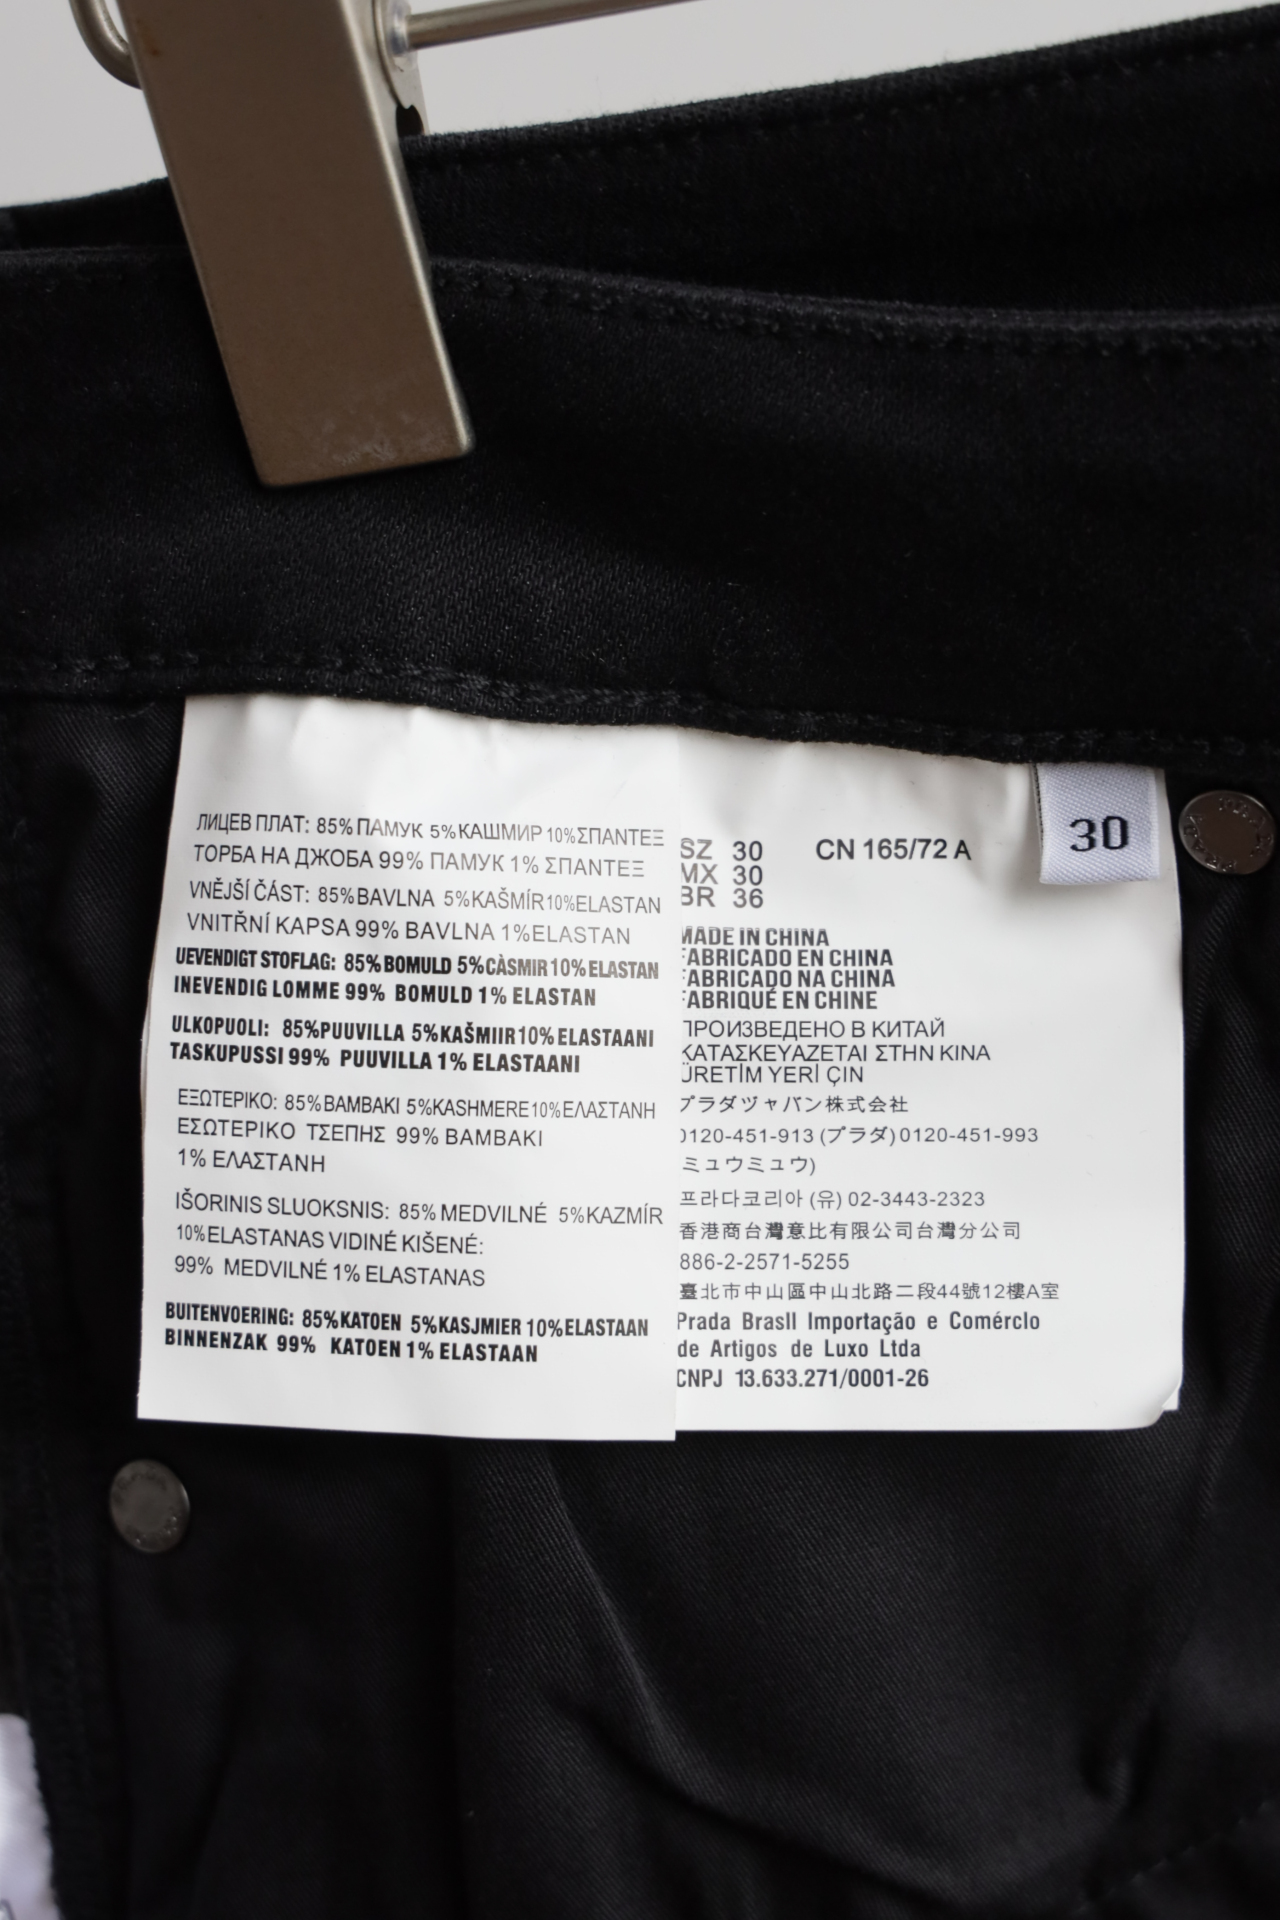 ЛИЦЕВ ПЛАТ: 85% ПАМУК 5% КАШМИР 10% ΣΠΑΝΤΕΞ
ТОРБА НА ДЖОБА 99% ПАМУК 1% ΣΠΑΝΤΕΞ
VNĚJŠÍ ČÁST: 85% BAVLNA 5% KAŠMÍR 10% ELASTAN
VNITŘNÍ KAPSA 99% BAVLNA 1% ELASTAN
UEVENDIGT STOFLAG: 85% BOMULD 5% CÀSMIR 10% ELASTAN
INEVENDIG LOMME 99% BOMULD 1% ELASTAN
ULKOPUOLI: 85% PUUVILLA 5% KAŠMIIR 10% ELASTAANI
TASKUPUSSI 99% PUUVILLA 1% ELASTAANI
ΕΞΩΤΕΡΙΚΟ: 85% ΒΑΜΒΑΚΙ 5% KASHMERE 10% ΕΛΑΣΤΑΝΗ
ΕΣΩΤΕΡΙΚΟ ΤΣΕΠΗΣ 99% ΒΑΜΒΑΚΙ
1% ΕΛΑΣΤΑΝΗ
IŠORINIS SLUOKSNIS: 85% MEDVILNÉ 5% KAZMÍR
10% ELASTANAS VIDINÉ KIŠENÉ:
99% MEDVILNÉ 1% ELASTANAS
BUITENVOERING: 85% KATOEN 5% KASJMIER 10% ELASTAAN
BINNENZAK 99% KATOEN 1% ELASTAAN
SZ 30 CN 165/72 A
MX 30
BR 36
30
MADE IN CHINA
FABRICADO EN CHINA
FABRICADO NA CHINA
FABRIQUÉ EN CHINE
ПРОИЗВЕДЕНО В КИТАЙ
ΚΑΤΑΣΚΕΥΑΖΕΤΑΙ ΣΤΗΝ ΚΙΝΑ
ÜRETİM YERİ ÇIN
プラダジャパン株式会社
0120-451-913 (プラダ) 0120-451-993
(ミュウミュウ)
프라다코리아 (유) 02-3443-2323
香港商台灣意比有限公司台灣分公司
886-2-2571-5255
臺北市中山區中山北路二段44號12樓A室
Prada Brasll Importação e Comérclo
de Artigos de Luxo Ltda
CNPJ 13.633.271/0001-26